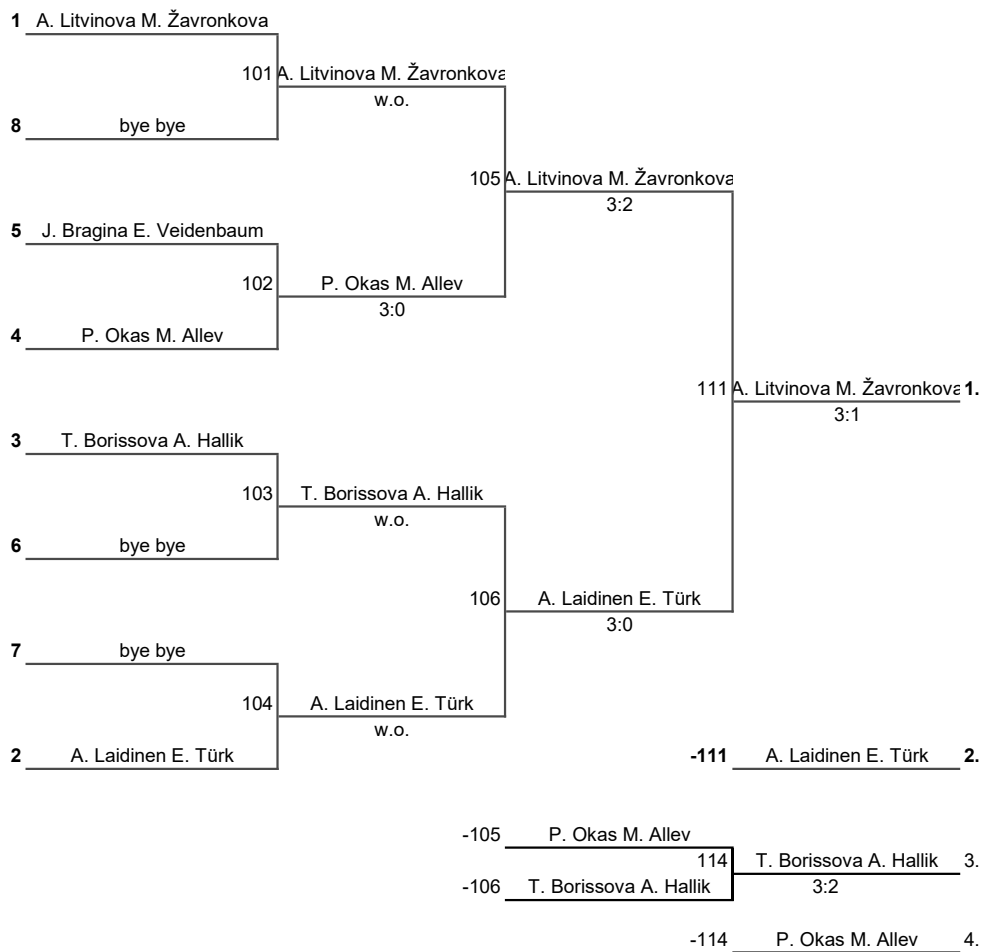 1 A. Litvinova M. Žavronkova
101 A. Litvinova M. Žavronkova
w.o.
8 bye bye
105 A. Litvinova M. Žavronkova
3:2
5 J. Bragina E. Veidenbaum
102 P. Okas M. Allev
3:0
4 P. Okas M. Allev
111 A. Litvinova M. Žavronkova 1.
3:1
3 T. Borissova A. Hallik
103 T. Borissova A. Hallik
w.o.
6 bye bye
106 A. Laidinen E. Türk
3:0
7 bye bye
104 A. Laidinen E. Türk
w.o.
2 A. Laidinen E. Türk
-111 A. Laidinen E. Türk 2.
-105 P. Okas M. Allev
114 T. Borissova A. Hallik 3.
-106 T. Borissova A. Hallik
3:2
-114 P. Okas M. Allev 4.